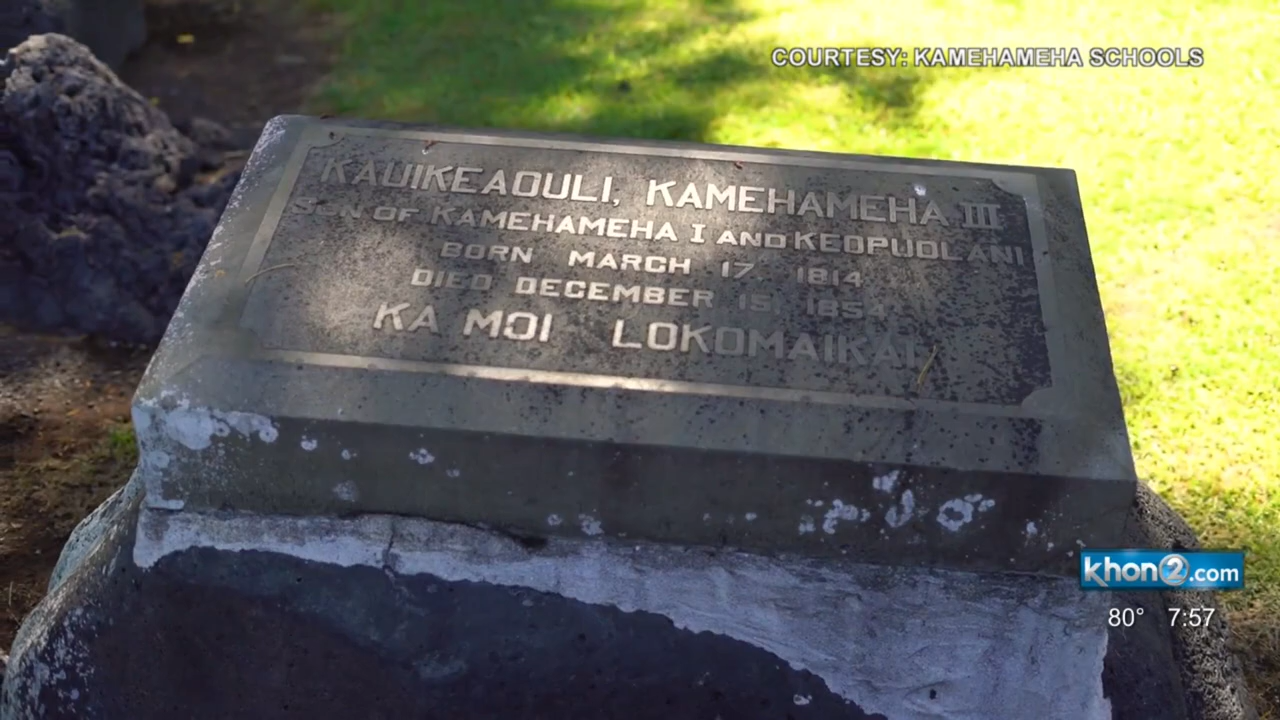 COURTESY: KAMEHAMEHA SCHOOLS
KAUIKEAOULI, KAMEHAMEHA III
SON OF KAMEHAMEHA I AND KEOPUOLANI
BORN MARCH 17, 1814
DIED DECEMBER 15, 1854
KA MOI LOKOMAIKAI
khon2.com
80° 7:57